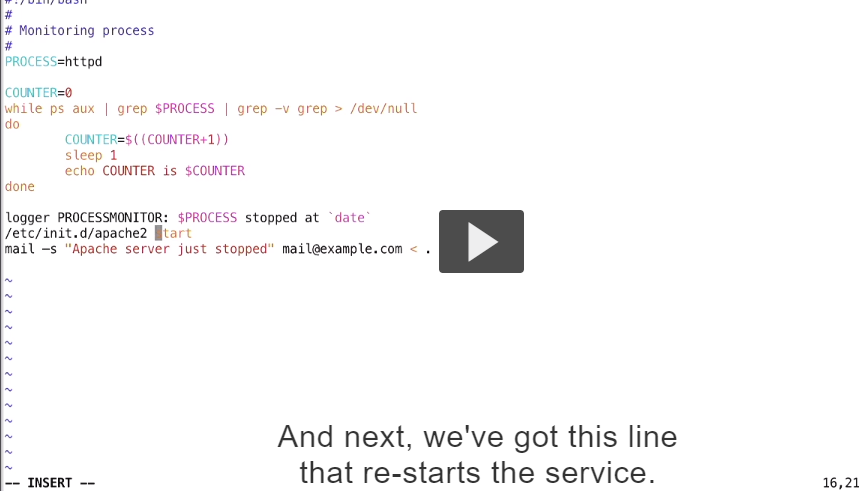 #!/bin/bash
#
# Monitoring process
#
PROCESS=httpd
COUNTER=0
while ps aux | grep $PROCESS | grep -v grep > /dev/null
do
COUNTER=$((COUNTER+1))
sleep 1
echo COUNTER is $COUNTER
done
logger PROCESSMONITOR: $PROCESS stopped at `date`
/etc/init.d/apache2 start
mail -s "Apache server just stopped" mail@example.com < .
~
~
~
~
~
~
~
~
~
~
~
~
~
And next, we've got this line
that re-starts the service.
-- INSERT -- 16,21